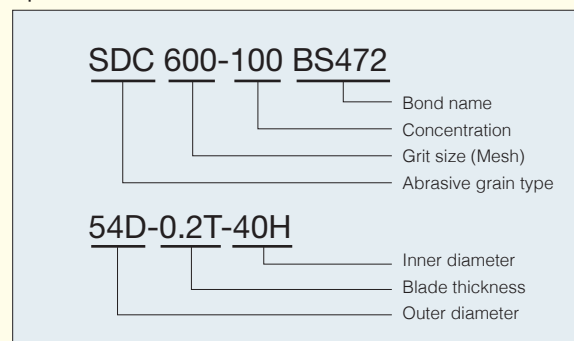 SDC 600-100 BS472
Bond name
Concentration
Grit size (Mesh)
Abrasive grain type
54D-0.2T-40H
Inner diameter
Blade thickness
Outer diameter